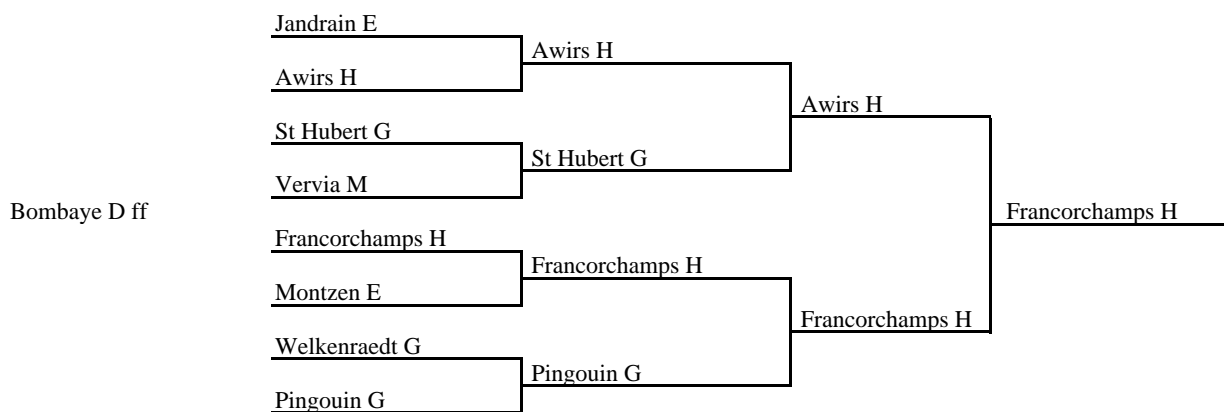 Jandrain E
Awirs H
Awirs H
Awirs H
St Hubert G
St Hubert G
Vervia M
Bombaye D ff
Francorchamps H
Francorchamps H
Francorchamps H
Montzen E
Francorchamps H
Welkenraedt G
Pingouin G
Pingouin G